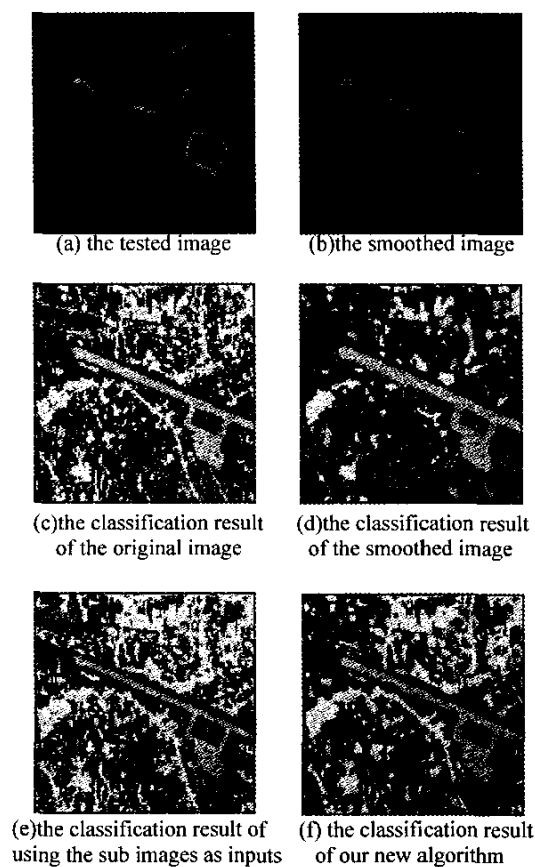 (a) the tested image
(b)the smoothed image
(c)the classification result
of the original image
(d)the classification result
of the smoothed image
(e)the classification result of
using the sub images as inputs
(f) the classification result
of our new algorithm